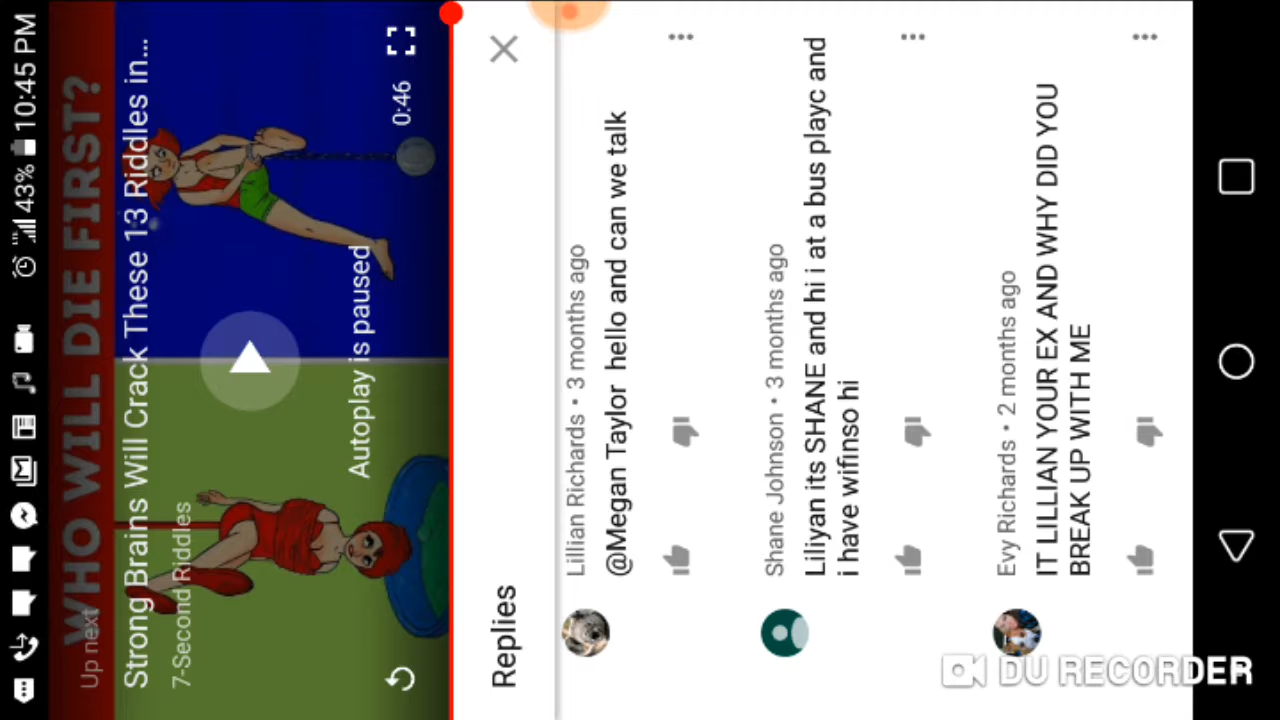 10:45 PM
43%
WHO WILL DIE FIRST?
Up next
Strong Brains Will Crack These 13 Riddles in...
7-Second Riddles
Autoplay is paused
0:46
Replies
Lillian Richards • 3 months ago
@Megan Taylor hello and can we talk
Shane Johnson • 3 months ago
Liliyan its SHANE and hi i at a bus playc and
i have wifinso hi
Evy Richards • 2 months ago
IT LILLIAN YOUR EX AND WHY DID YOU
BREAK UP WITH ME
DU RECORDER